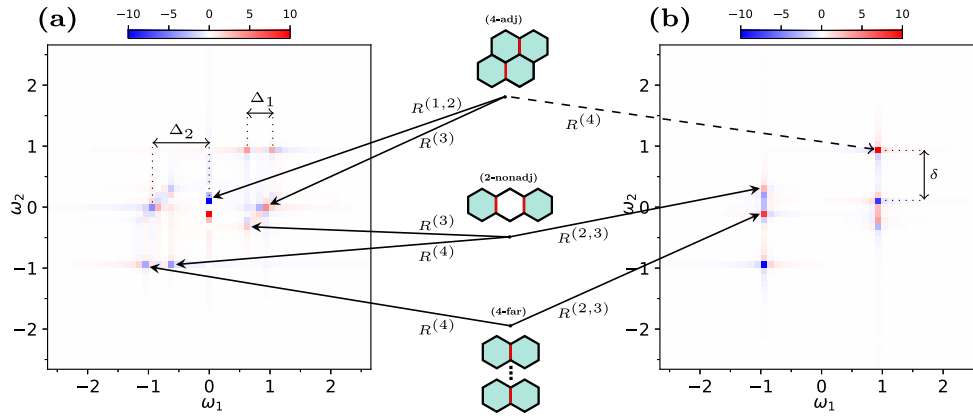 (a)
−10 −5 0 5 10
(4-adj)
(b)
−10 −5 0 5 10
2
Δ₁
Δ₂
1
R⁽¹,²⁾
R⁽³⁾
R⁽⁴⁾
2
1
δ
ω₂
0
(2-nonadj)
R⁽³⁾
R⁽⁴⁾
R⁽²,³⁾
ω₂
0
−1
(4-far)
R⁽⁴⁾
R⁽²,³⁾
−1
−2
−2
−2 −1 0 1 2
ω₁
−2 −1 0 1 2
ω₁